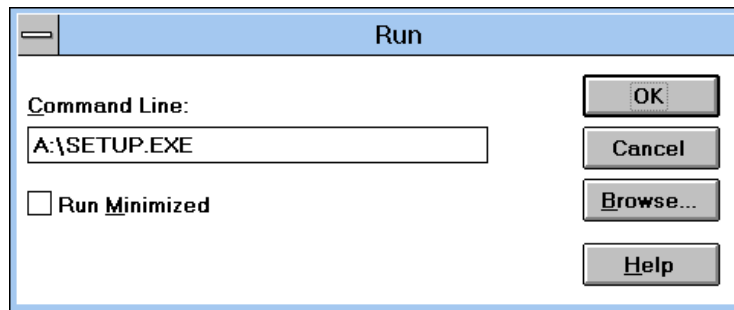 Run
Command Line:
A:\SETUP.EXE
Run Minimized
OK
Cancel
Browse...
Help